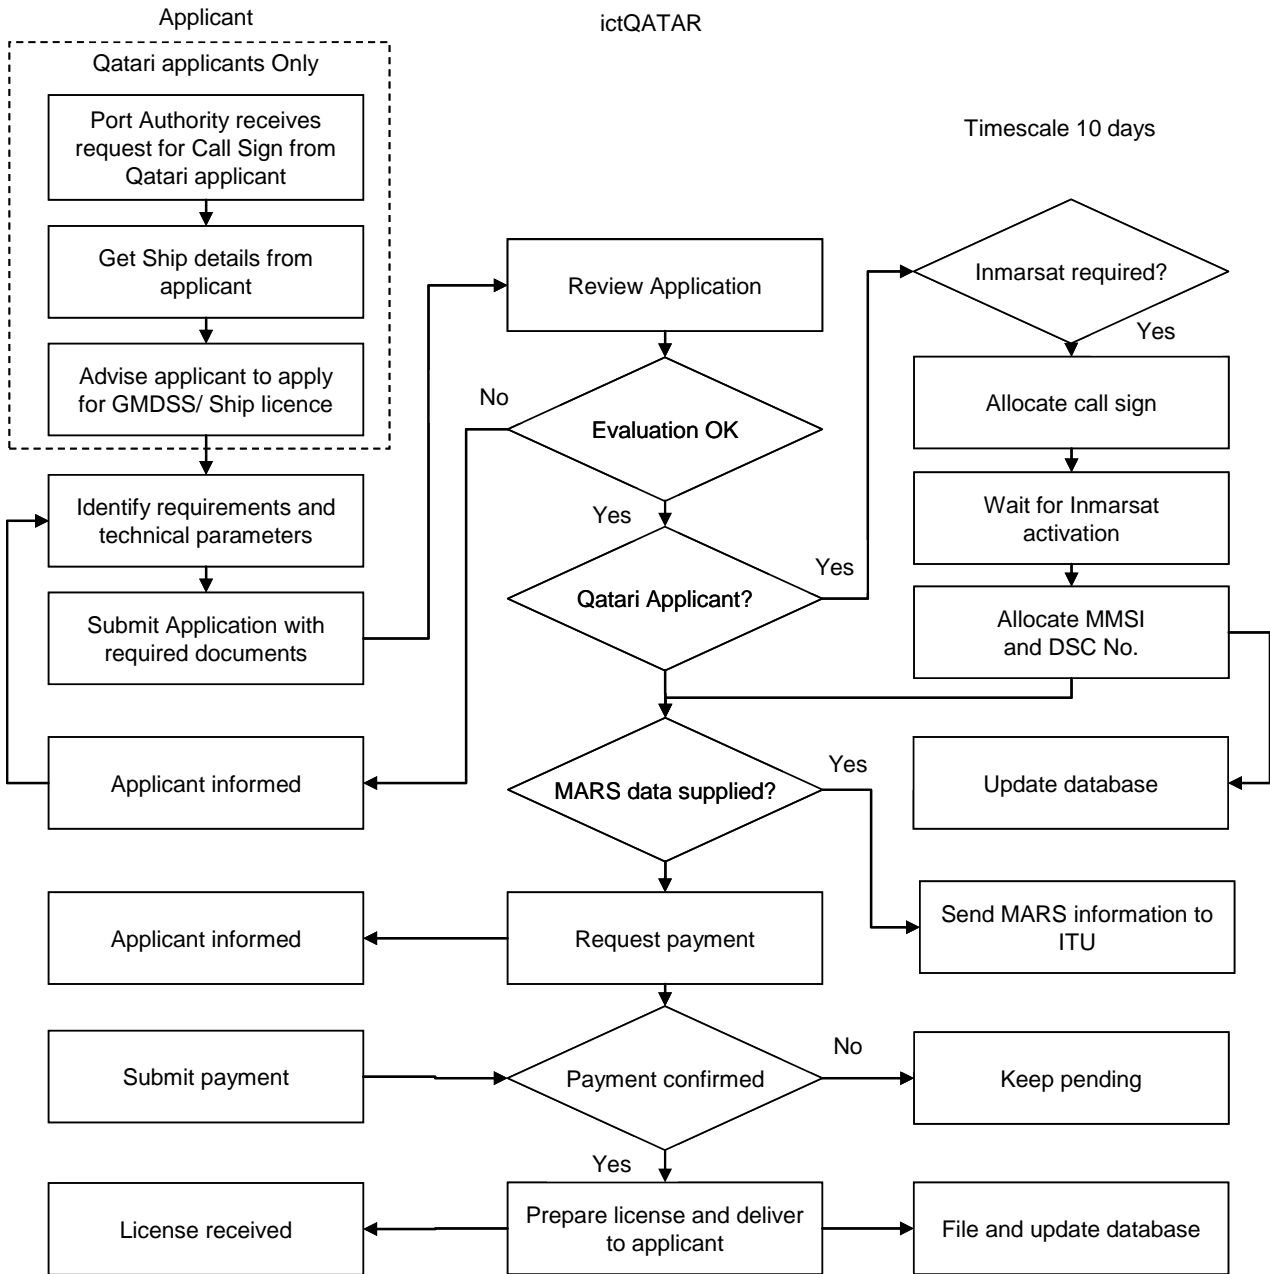 Applicant
ictQATAR
Qatari applicants Only
Port Authority receives
request for Call Sign from
Qatari applicant
Timescale 10 days
Get Ship details from
applicant
Review Application
Inmarsat required?
Yes
Advise applicant to apply
for GMDSS/ Ship licence
No
Evaluation OK
Allocate call sign
Identify requirements and
technical parameters
Yes
Wait for Inmarsat
activation
Qatari Applicant?
Yes
Submit Application with
required documents
Allocate MMSI
and DSC No.
Applicant informed
MARS data supplied?
Yes
Update database
Applicant informed
Request payment
Send MARS information to
ITU
Submit payment
Payment confirmed
No
Keep pending
Yes
License received
Prepare license and deliver
to applicant
File and update database